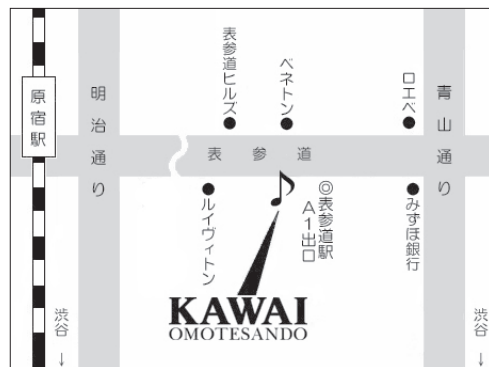 原宿駅
明治通り
表参道ヒルズ
ベネトン
ロエベ
青山通り
表参道
ルイヴィトン
◎表参道駅
A1出口
みずほ銀行
KAWAI
OMOTESANDO
渋谷
↓
渋谷
↓